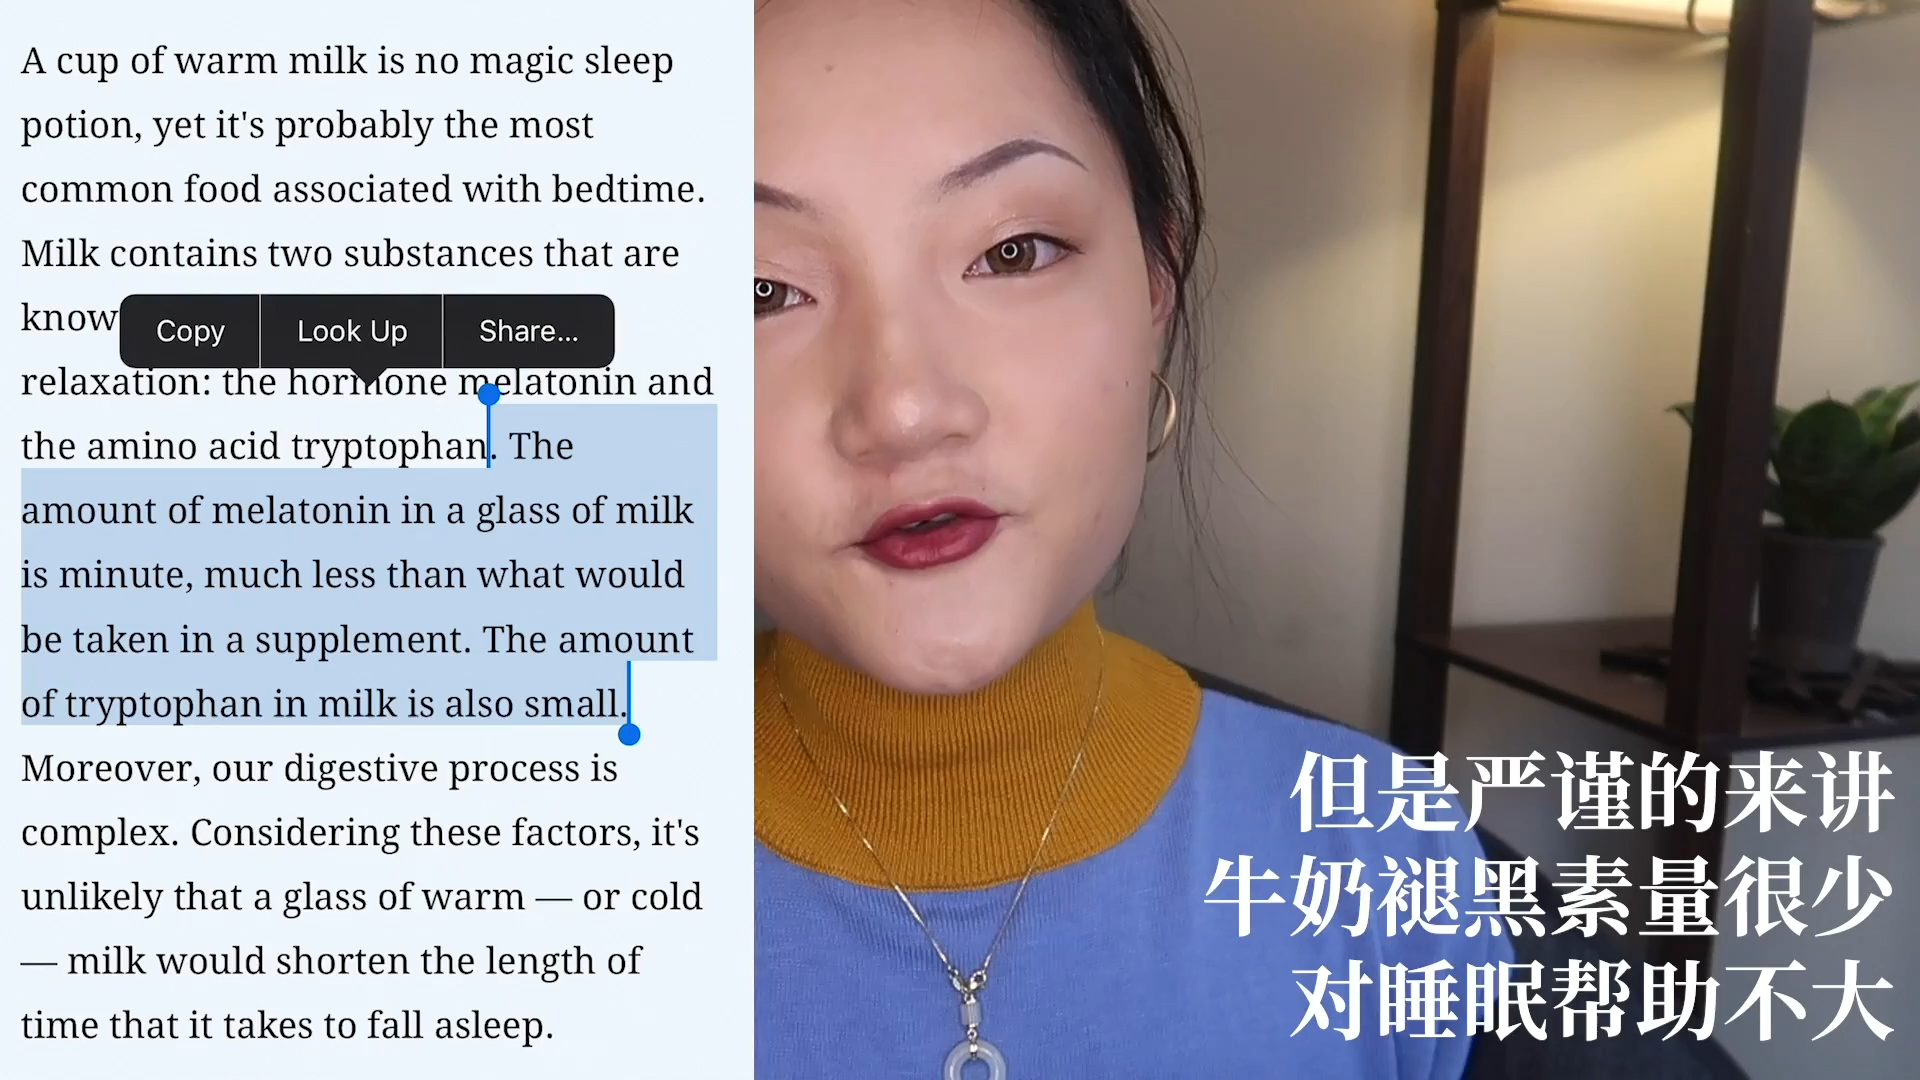 A cup of warm milk is no magic sleep
potion, yet it's probably the most
common food associated with bedtime.
Milk contains two substances that are
know
Copy
Look Up
Share...
relaxation: the hormone melatonin and
the amino acid tryptophan. The
amount of melatonin in a glass of milk
is minute, much less than what would
be taken in a supplement. The amount
of tryptophan in milk is also small.
Moreover, our digestive process is
complex. Considering these factors, it's
unlikely that a glass of warm — or cold
— milk would shorten the length of
time that it takes to fall asleep.
但是严谨的来讲
牛奶褪黑素量很少
对睡眠帮助不大